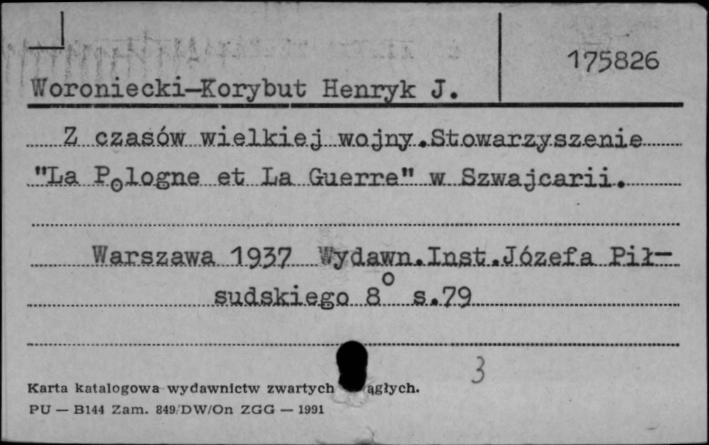 175826
Woroniecki-Korybut Henryk J.
Z czasów wielkiej wojny.Stowarzyszenie
"La Pologne et La Guerre" w Szwajcarii.
Warszawa 1937 Wydawn.Inst.Józefa Pił-
sudskiego 8° s.79
3
Karta katalogowa wydawnictw zwartych ągłych.
PU — B144 Zam. 849/DW/On ZGG — 1991